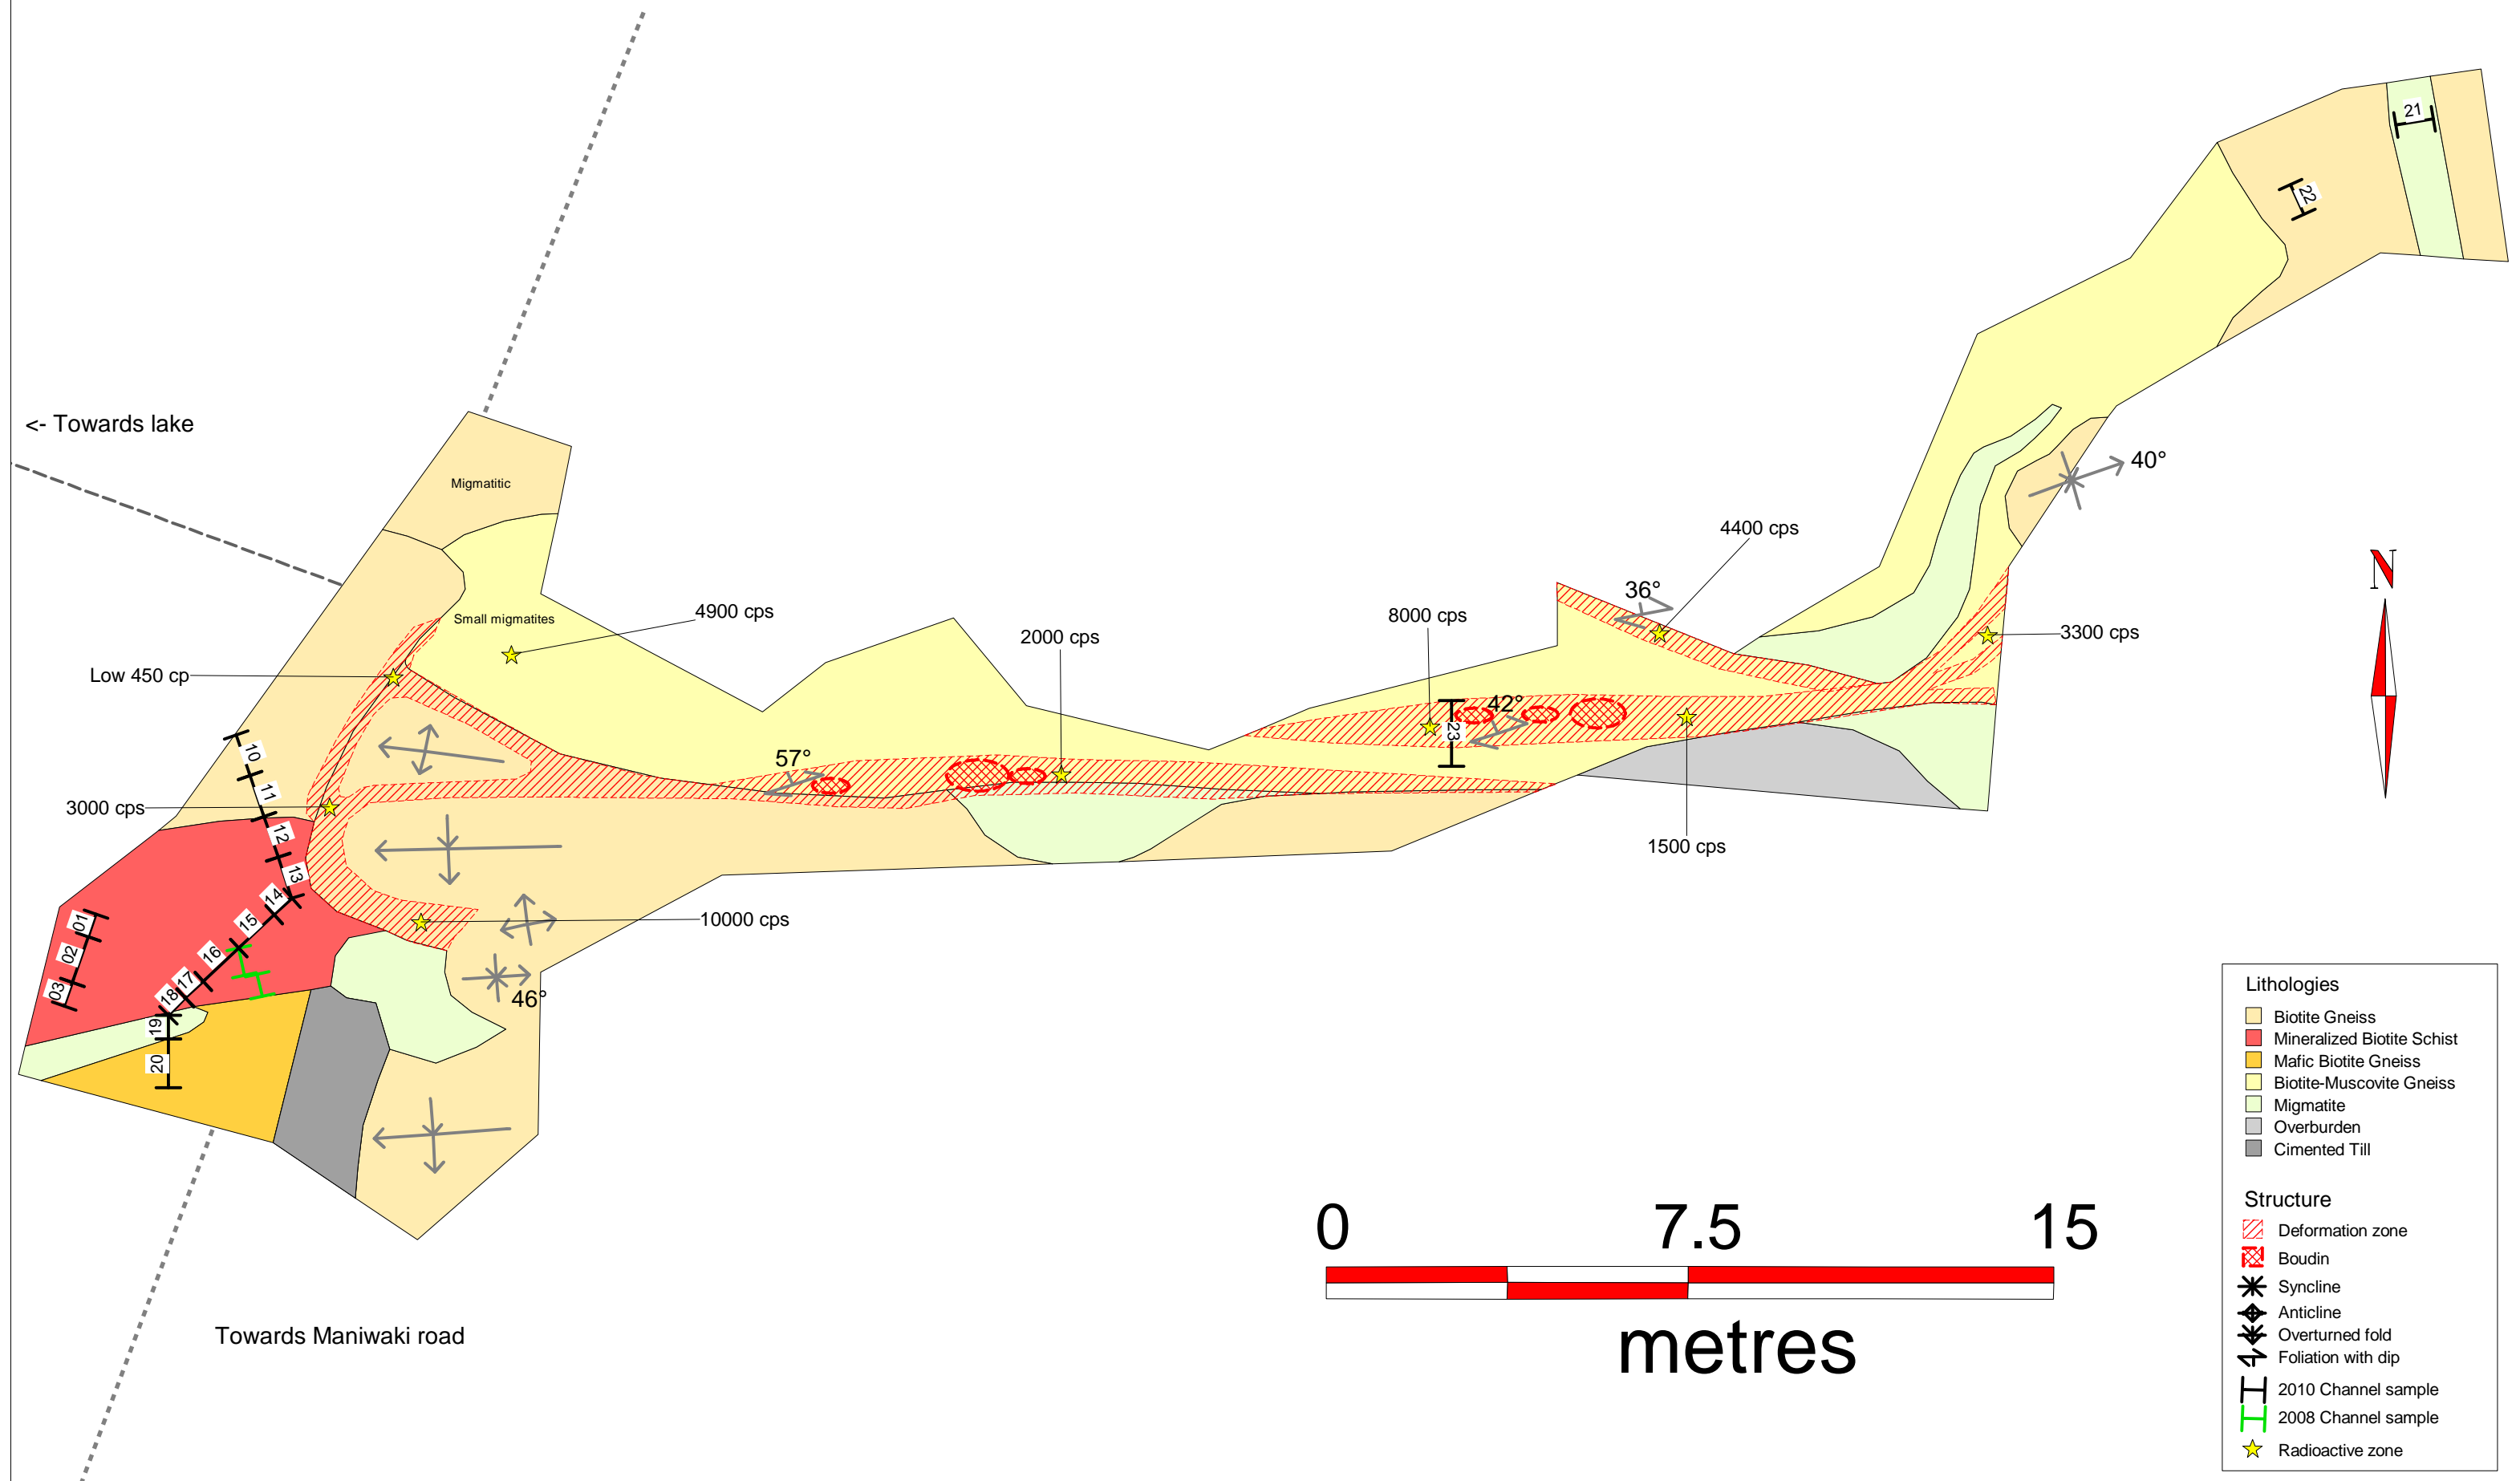 21
22
<- Towards lake
Migmatitic
40°
4400 cps
N
36°
4900 cps
Small migmatites
8000 cps
2000 cps
3300 cps
Low 450 cp
42°
23
10
57°
11
3000 cps
12
1500 cps
13
14
01
15
10000 cps
02
16
17
03
18
46°
19
20
Lithologies
Biotite Gneiss
Mineralized Biotite Schist
Mafic Biotite Gneiss
Biotite-Muscovite Gneiss
Migmatite
Overburden
Cimented Till
Structure
Deformation zone
Boudin
Syncline
Anticline
Overturned fold
Foliation with dip
2010 Channel sample
2008 Channel sample
Radioactive zone
0 7.5 15
metres
Towards Maniwaki road